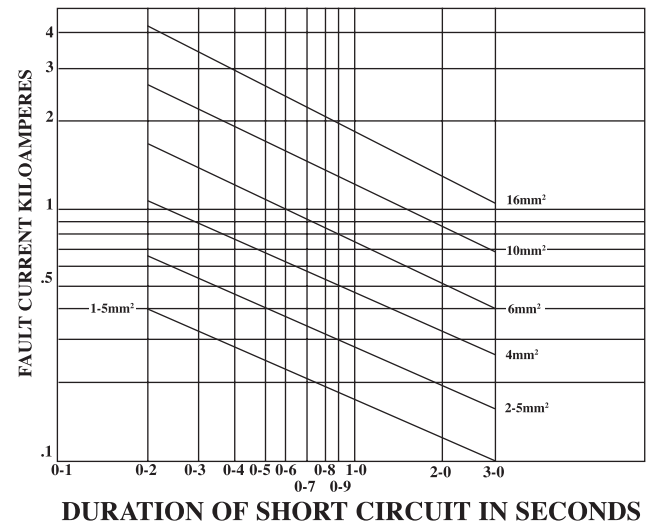 FAULT CURRENT KILOAMPERES
4
3
2
1
.5
.1
16mm²
10mm²
6mm²
4mm²
2-5mm²
1-5mm²
0-1 0-2 0-3 0-4 0-5 0-6 0-8 1-0 2-0 3-0
0-7 0-9
DURATION OF SHORT CIRCUIT IN SECONDS